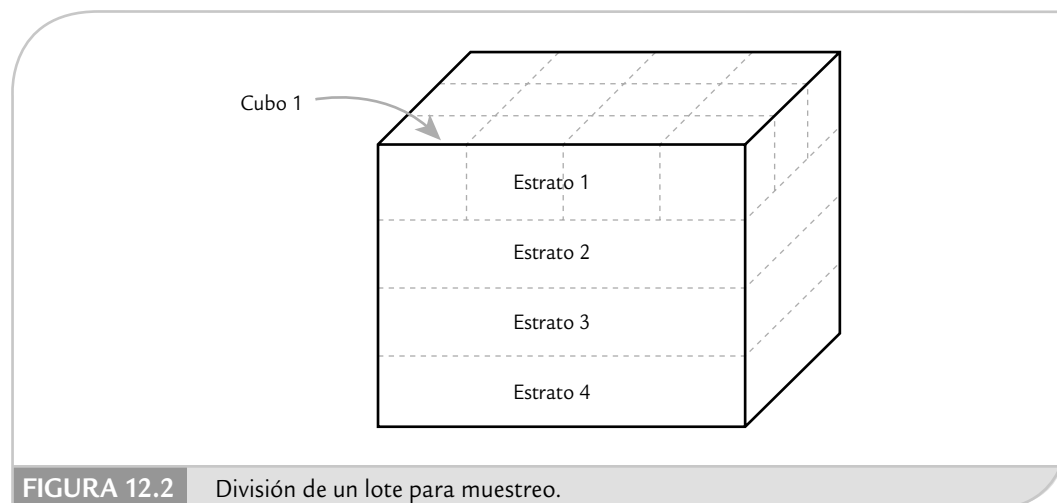 Cubo 1
Estrato 1
Estrato 2
Estrato 3
Estrato 4
FIGURA 12.2 División de un lote para muestreo.